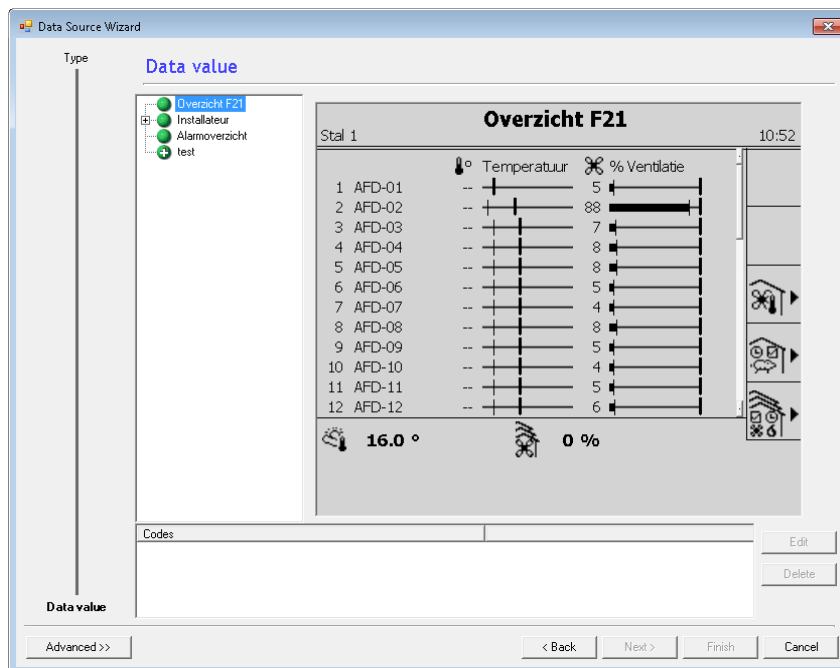 Data Source Wizard
Type
Data value
Overzicht F21
Installateur
Alarmoverzicht
test
Overzicht F21
Stal 1
10:52
° Temperatuur % Ventilatie
1 AFD-01 -- 5
2 AFD-02 -- 88
3 AFD-03 -- 7
4 AFD-04 -- 8
5 AFD-05 -- 8
6 AFD-06 -- 5
7 AFD-07 -- 4
8 AFD-08 -- 8
9 AFD-09 -- 5
10 AFD-10 -- 4
11 AFD-11 -- 5
12 AFD-12 -- 6
16.0 ° 0 %
Codes
Edit
Delete
Data value
Advanced >> < Back Next > Finish Cancel